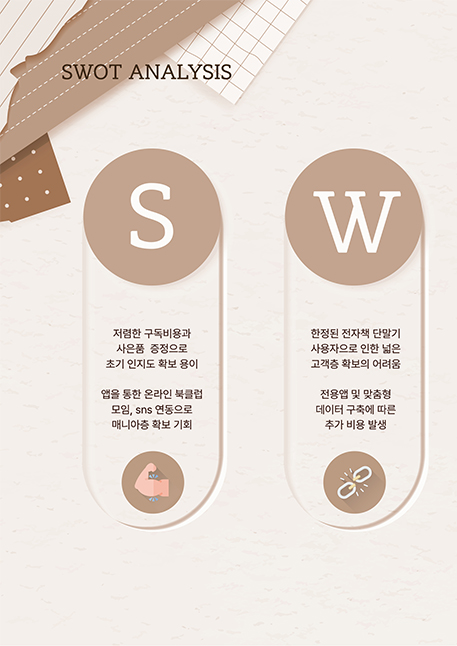 SWOT ANALYSIS
S
저렴한 구독비용과
사은품 증정으로
초기 인지도 확보 용이
앱을 통한 온라인 북클럽
모임, sns 연동으로
매니아층 확보 기회
W
한정된 전자책 단말기
사용자으로 인한 넓은
고객층 확보의 어려움
전용앱 및 맞춤형
데이터 구축에 따른
추가 비용 발생